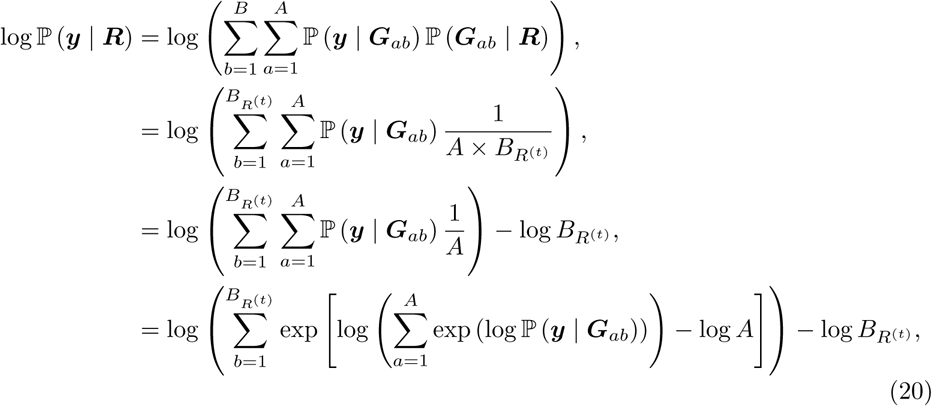 log ℙ (𝒚 | 𝑹) = log ( ∑_{b=1}^{B} ∑_{a=1}^{A} ℙ (𝒚 | 𝑮_{ab}) ℙ (𝑮_{ab} | 𝑹) ) ,
= log ( ∑_{b=1}^{B_{R^{(t)}}} ∑_{a=1}^{A} ℙ (𝒚 | 𝑮_{ab}) \frac{1}{A × B_{R^{(t)}}} ) ,
= log ( ∑_{b=1}^{B_{R^{(t)}}} ∑_{a=1}^{A} ℙ (𝒚 | 𝑮_{ab}) \frac{1}{A} ) − log B_{R^{(t)}},
= log ( ∑_{b=1}^{B_{R^{(t)}}} exp [ log ( ∑_{a=1}^{A} exp (log ℙ (𝒚 | 𝑮_{ab})) ) − log A ] ) − log B_{R^{(t)}},
(20)